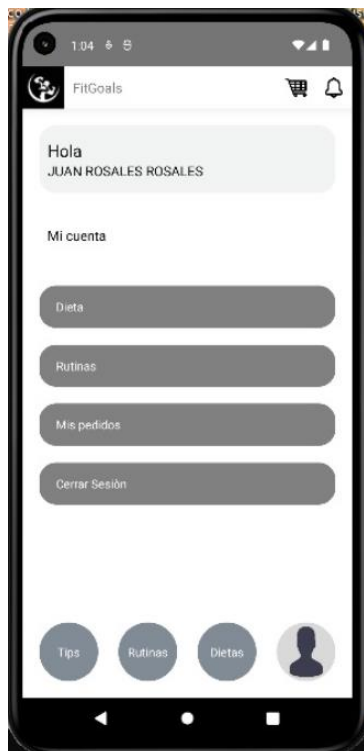 1:04
FitGoals
Hola
JUAN ROSALES ROSALES
Mi cuenta
Dieta
Rutinas
Mis pedidos
Cerrar Sesiòn
Tips Rutinas Dietas